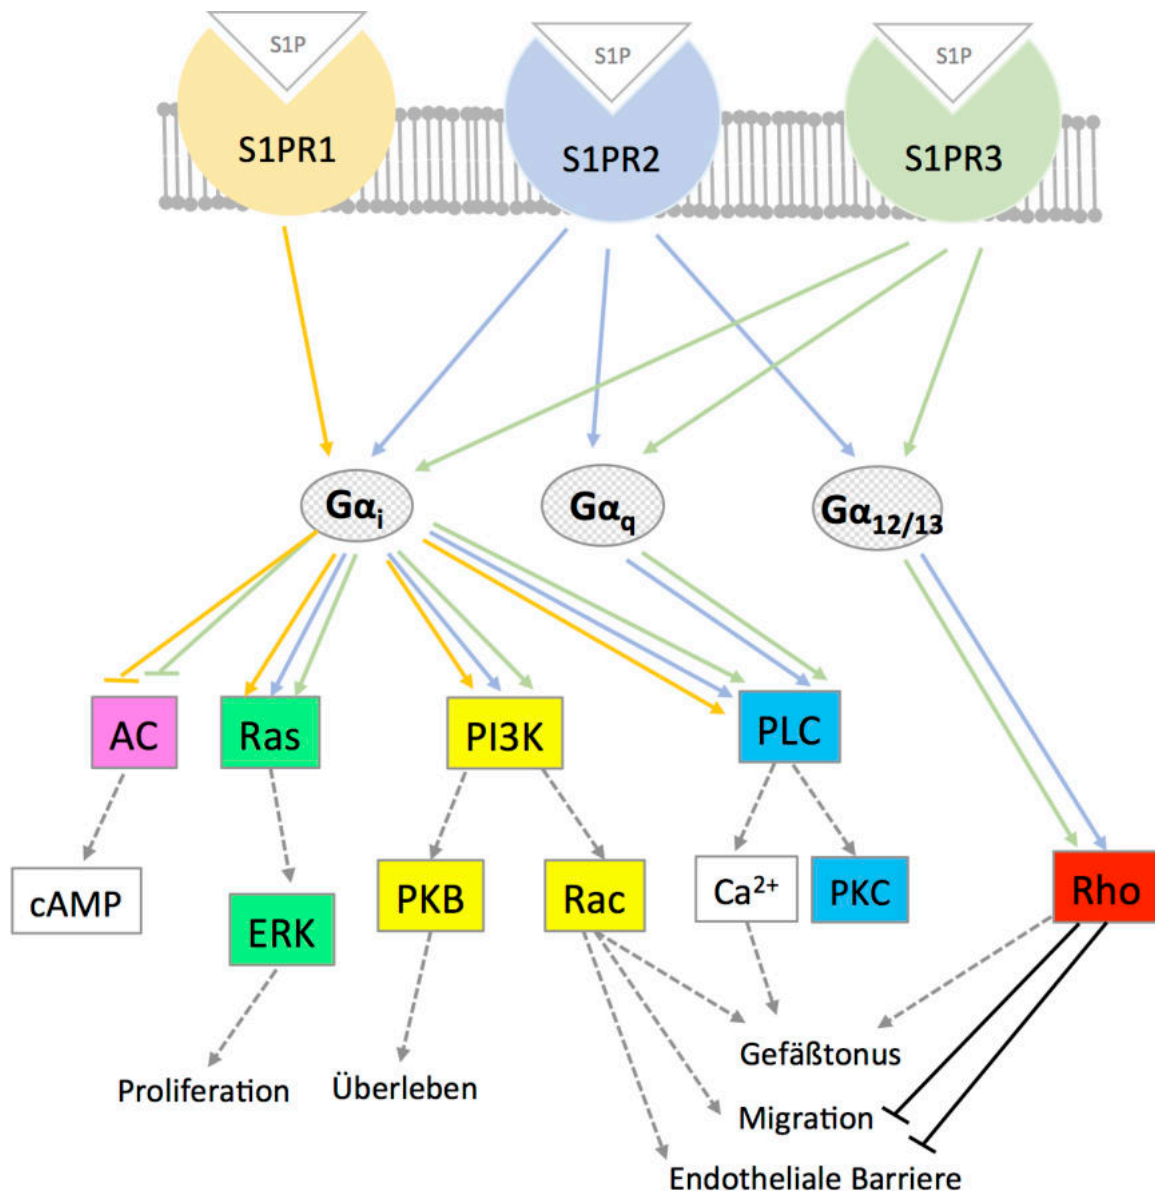 S1P
S1P
S1P
S1PR1
S1PR2
S1PR3
Gαi
Gαq
Gα12/13
AC
Ras
PI3K
PLC
cAMP
ERK
PKB
Rac
Ca²⁺
PKC
Rho
Proliferation
Überleben
Gefäßtonus
Migration
Endotheliale Barriere